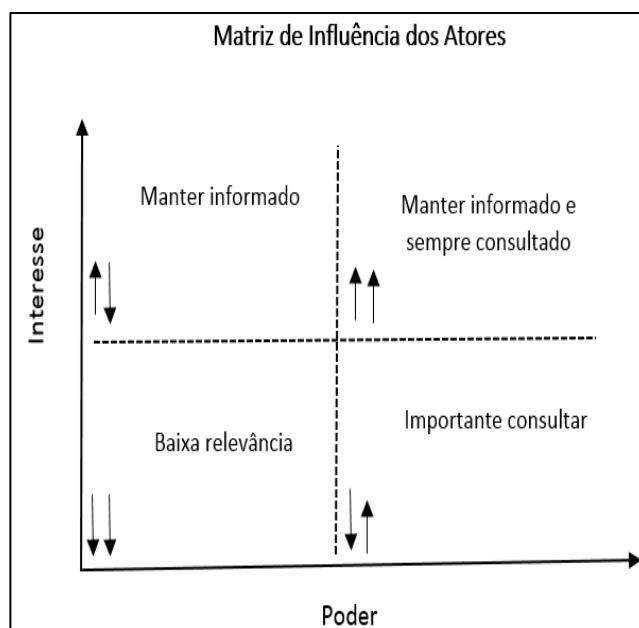 Matriz de Influência dos Atores
Interesse
Manter informado
Manter informado e
sempre consultado
Baixa relevância
Importante consultar
Poder